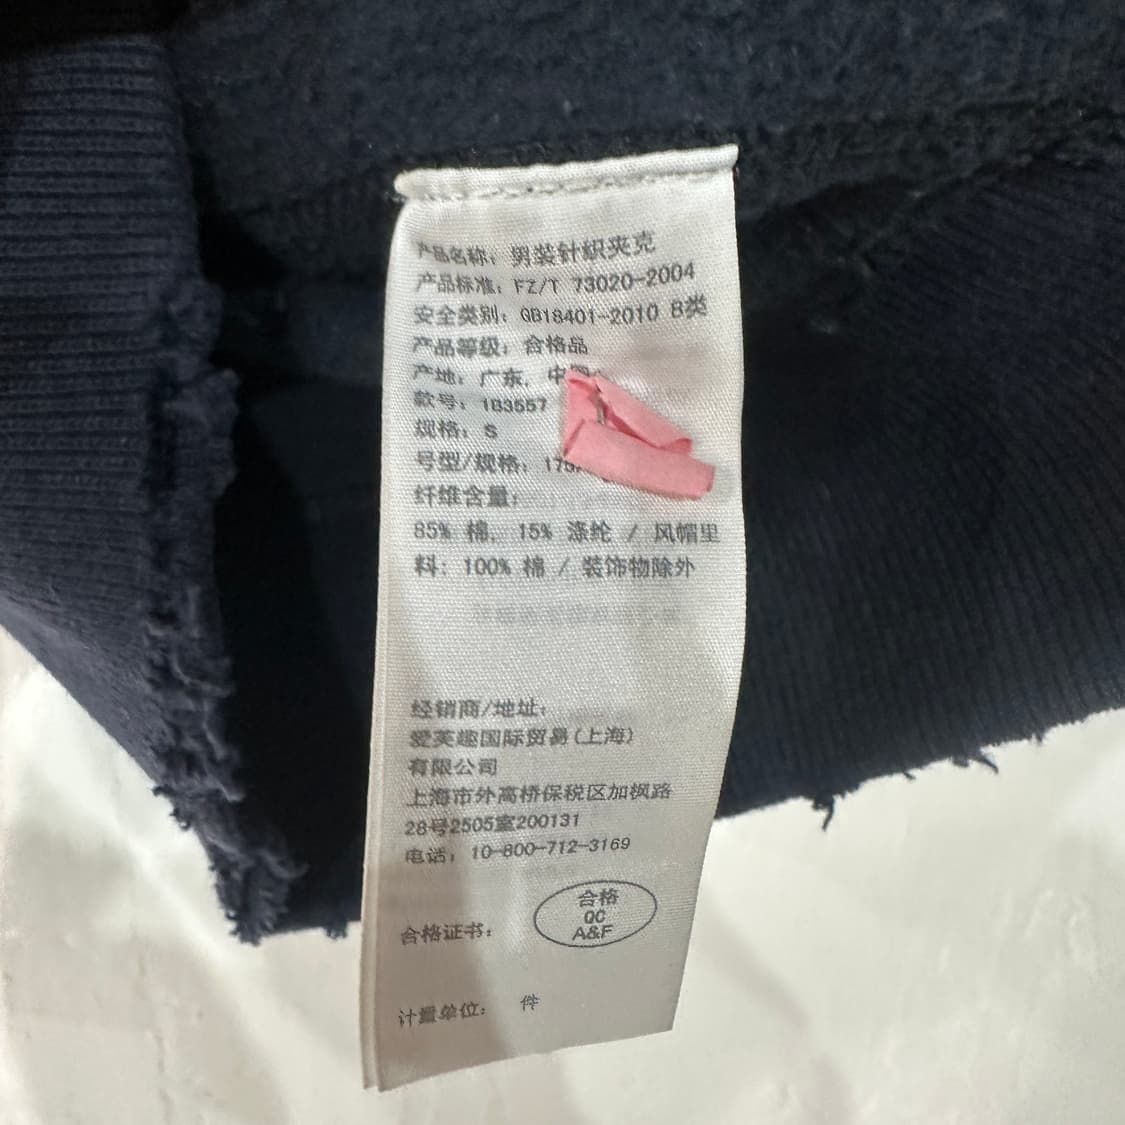 产品名称: 男装针织夹克
产品标准: FZ/T 73020-2004
安全类别: GB18401-2010 B类
产品等级: 合格品
产地: 广东, 中国
款号: 1B3557
规格: S
号型/规格: 175
纤维含量:
85% 棉, 15% 涤纶 / 风帽里
料: 100% 棉 / 装饰物除外
经销商/地址:
爱芙趣国际贸易(上海)
有限公司
上海市外高桥保税区加枫路
28号2505室200131
电话: 10-800-712-3169
合格
QC
A&F
合格证书:
计量单位: 件